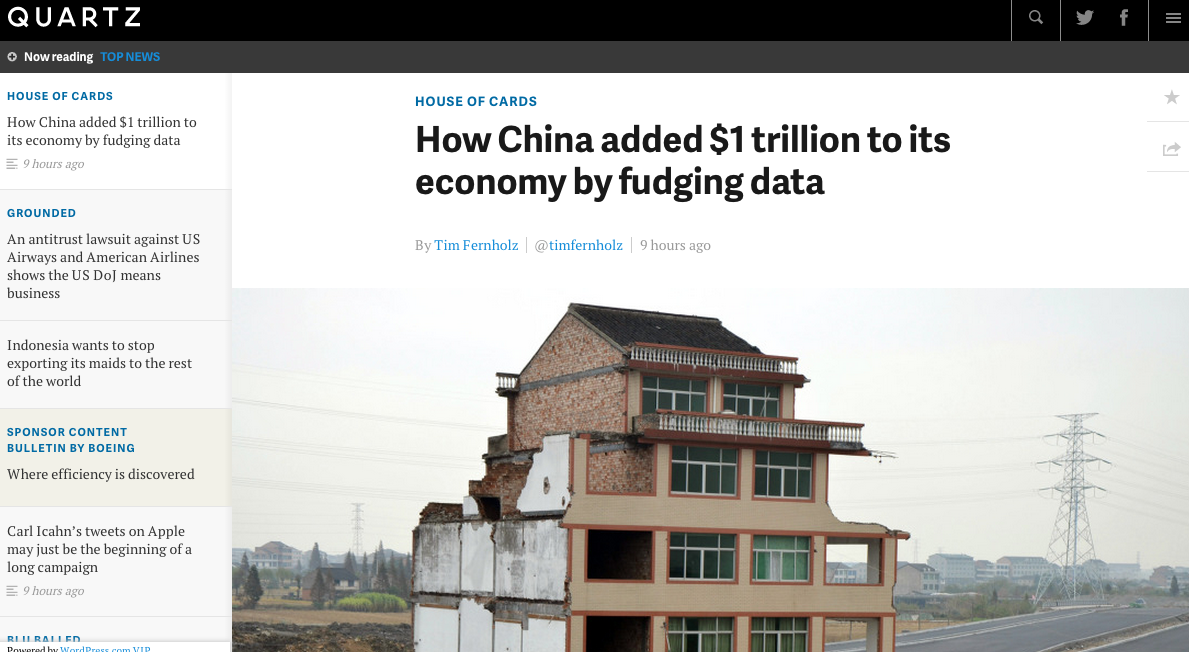 QUARTZ
Now reading TOP NEWS
HOUSE OF CARDS
How China added $1 trillion to
its economy by fudging data
9 hours ago
GROUNDED
An antitrust lawsuit against US
Airways and American Airlines
shows the US DoJ means
business
Indonesia wants to stop
exporting its maids to the rest
of the world
SPONSOR CONTENT
BULLETIN BY BOEING
Where efficiency is discovered
Carl Icahn’s tweets on Apple
may just be the beginning of a
long campaign
9 hours ago
BLU BALLED
Powered by WordPress.com VIP
HOUSE OF CARDS
How China added $1 trillion to its
economy by fudging data
By Tim Fernholz @timfernholz 9 hours ago